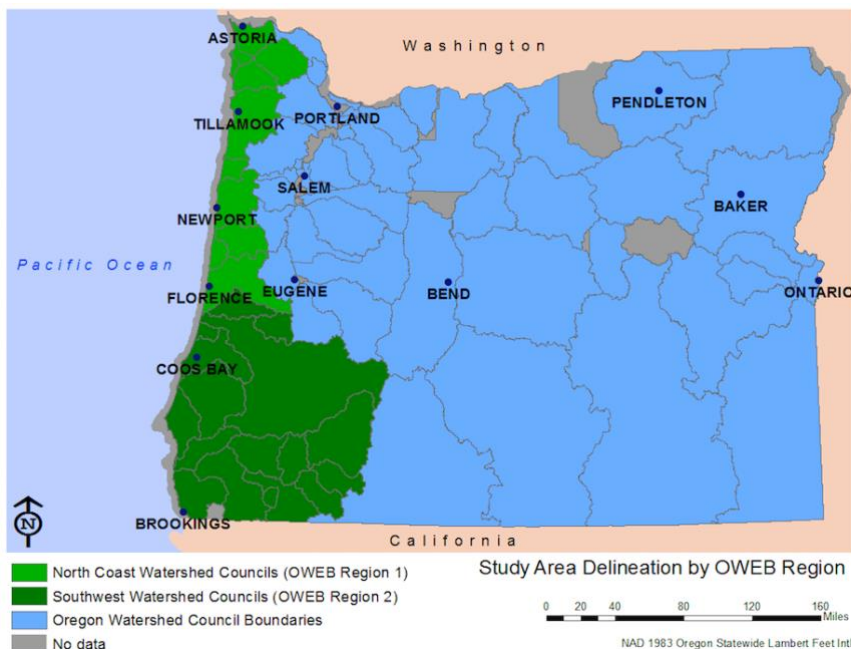 ASTORIA
Washington
PENDLETON
TILLAMOOK
PORTLAND
SALEM
BAKER
NEWPORT
Pacific Ocean
FLORENCE
EUGENE
BEND
ONTARIO
COOS BAY
BROOKINGS
N
California
North Coast Watershed Councils (OWEB Region 1)
Southwest Watershed Councils (OWEB Region 2)
Oregon Watershed Council Boundaries
No data
Study Area Delineation by OWEB Region
0 20 40 80 120 160
Miles
NAD 1983 Oregon Statewide Lambert Feet Intl